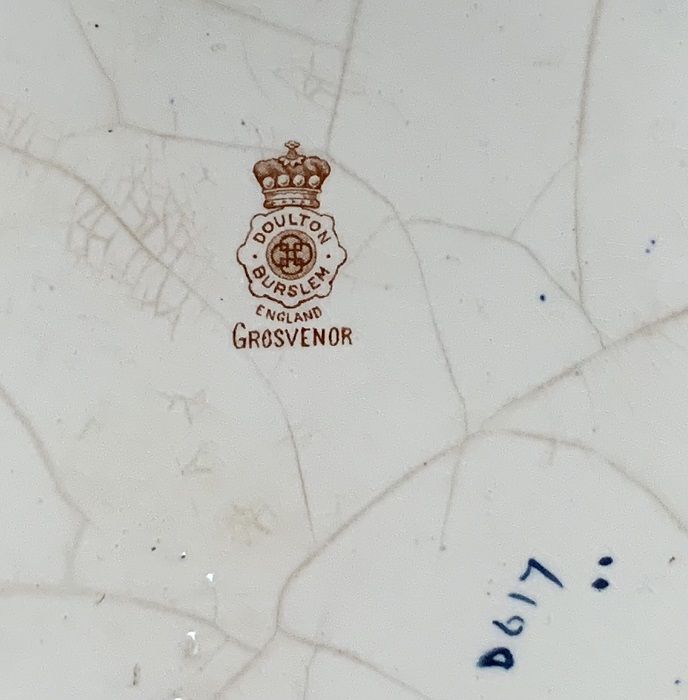 DOULTON
BURSLEM
ENGLAND
GROSVENOR
D617